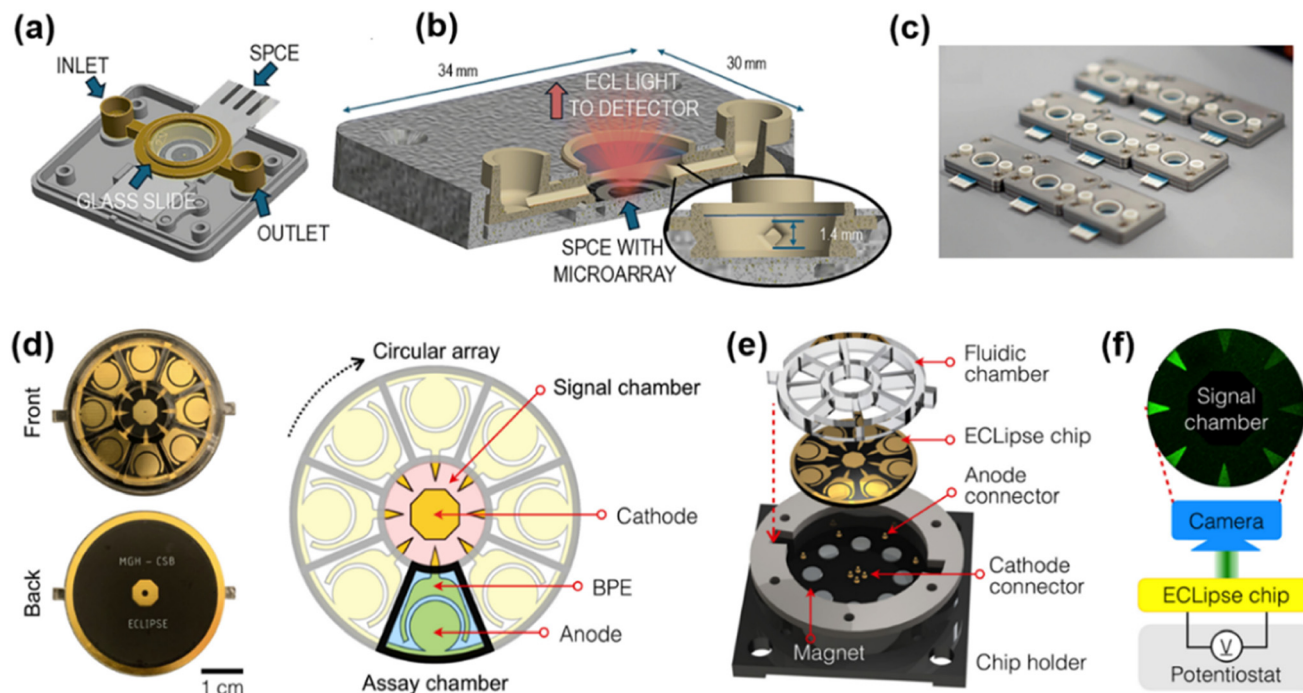 (a)
INLET
SPCE
GLASS SLIDE
OUTLET
(b)
34 mm
30 mm
ECL LIGHT
TO DETECTOR
SPCE WITH
MICROARRAY
1.4 mm
(c)
(d)
Front
Back
MGH - CSB
ECLIPSE
1 cm
Circular array
Signal chamber
Cathode
BPE
Anode
Assay chamber
(e)
Fluidic
chamber
ECLipse chip
Anode
connector
Cathode
connector
Magnet
Chip holder
(f)
Signal
chamber
Camera
ECLipse chip
V
Potentiostat